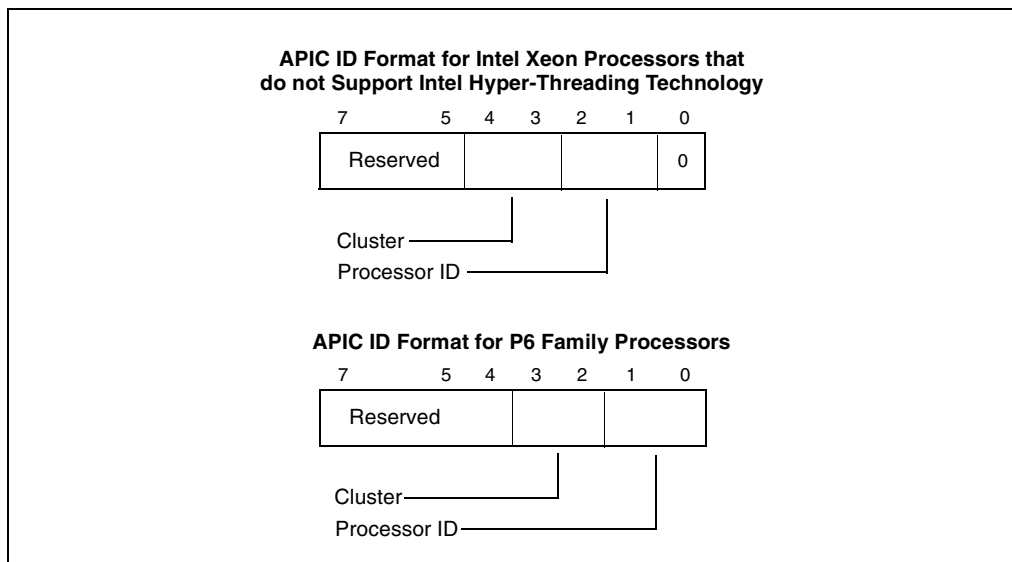 APIC ID Format for Intel Xeon Processors that
do not Support Intel Hyper-Threading Technology
7 5 4 3 2 1 0
Reserved 0
Cluster
Processor ID
APIC ID Format for P6 Family Processors
7 5 4 3 2 1 0
Reserved
Cluster
Processor ID